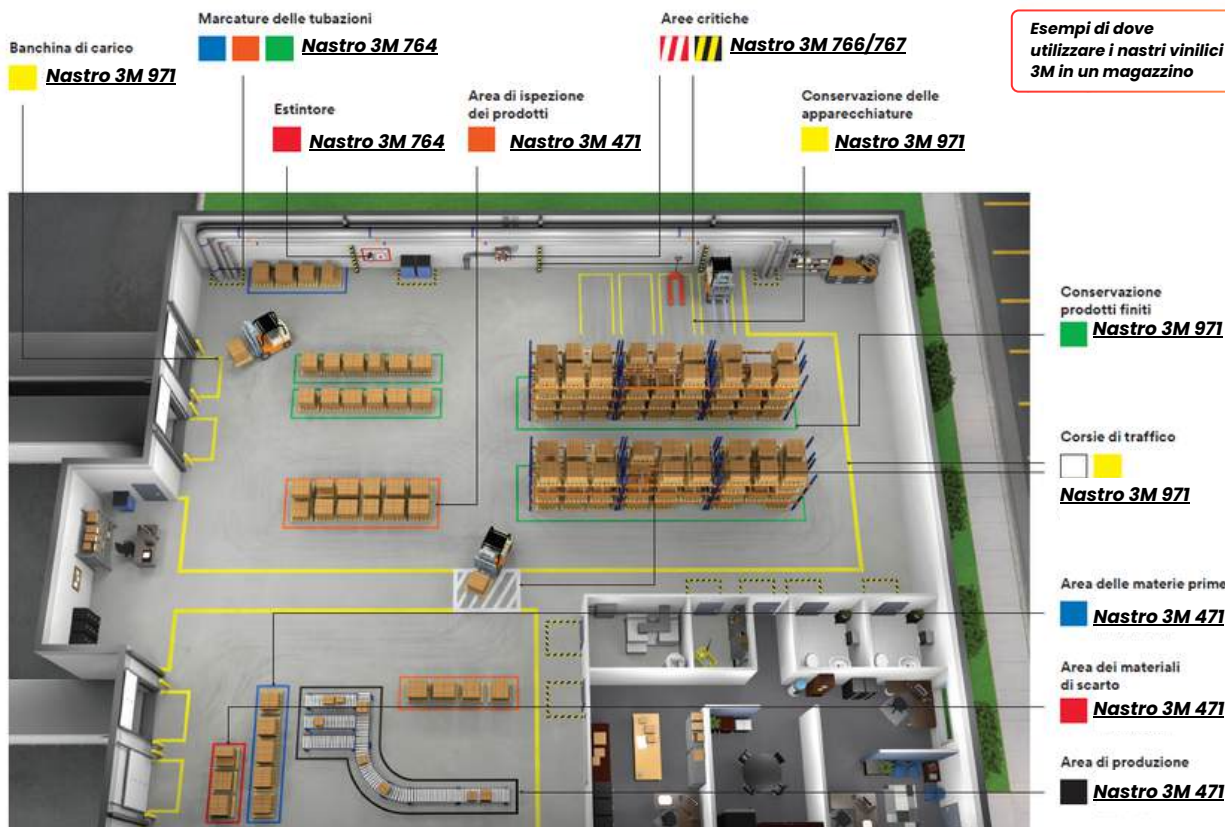 Marcature delle tubazioni
Nastro 3M 764
Aree critiche
Nastro 3M 766/767
Esempi di dove
utilizzare i nastri vinilici
3M in un magazzino
Banchina di carico
Nastro 3M 971
Estintore
Nastro 3M 764
Area di ispezione
dei prodotti
Nastro 3M 471
Conservazione delle
apparecchiature
Nastro 3M 971
Conservazione
prodotti finiti
Nastro 3M 971
Corsie di traffico
Nastro 3M 971
Area delle materie prime
Nastro 3M 471
Area dei materiali
di scarto
Nastro 3M 471
Area di produzione
Nastro 3M 471